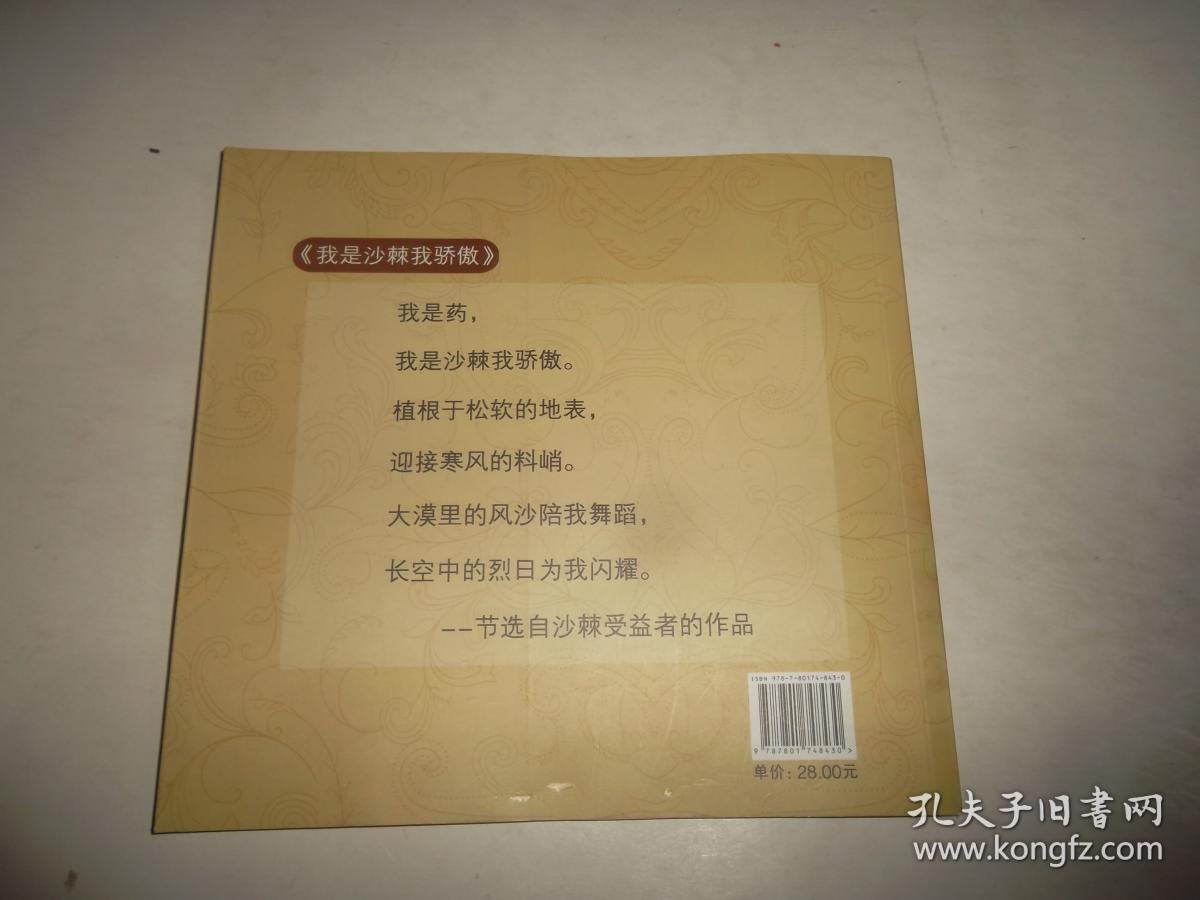 《我是沙棘我骄傲》
我是药，
我是沙棘我骄傲。
植根于松软的地表，
迎接寒风的料峭。
大漠里的风沙陪我舞蹈，
长空中的烈日为我闪耀。
--节选自沙棘受益者的作品
ISBN 978-7-80174-843-0
9 787801 748430 >
单价：28.00元
孔夫子旧書网
www.kongfz.com